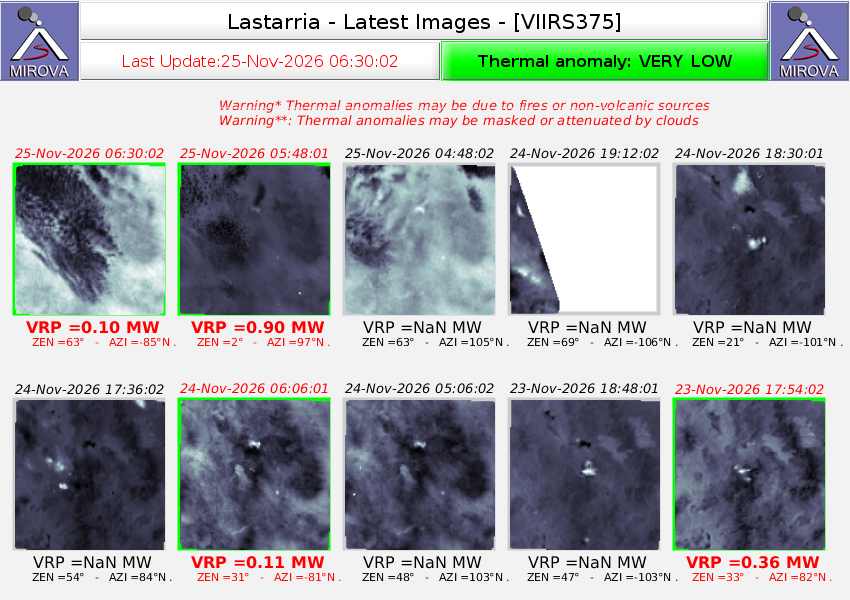 Lastarria - Latest Images - [VIIRS375]
MIROVA
Last Update:25-Nov-2026 06:30:02
Thermal anomaly: VERY LOW
MIROVA
Warning* Thermal anomalies may be due to fires or non-volcanic sources
Warning**: Thermal anomalies may be masked or attenuated by clouds
25-Nov-2026 06:30:02
25-Nov-2026 05:48:01
25-Nov-2026 04:48:02
24-Nov-2026 19:12:02
24-Nov-2026 18:30:01
VRP =0.10 MW
VRP =0.90 MW
VRP =NaN MW
VRP =NaN MW
VRP =NaN MW
ZEN =63° - AZI =-85°N .
ZEN =2° - AZI =97°N .
ZEN =63° - AZI =105°N .
ZEN =69° - AZI =-106°N .
ZEN =21° - AZI =-101°N .
24-Nov-2026 17:36:02
24-Nov-2026 06:06:01
24-Nov-2026 05:06:02
23-Nov-2026 18:48:01
23-Nov-2026 17:54:02
VRP =NaN MW
VRP =0.11 MW
VRP =NaN MW
VRP =NaN MW
VRP =0.36 MW
ZEN =54° - AZI =84°N .
ZEN =31° - AZI =-81°N .
ZEN =48° - AZI =103°N .
ZEN =47° - AZI =-103°N .
ZEN =33° - AZI =82°N .